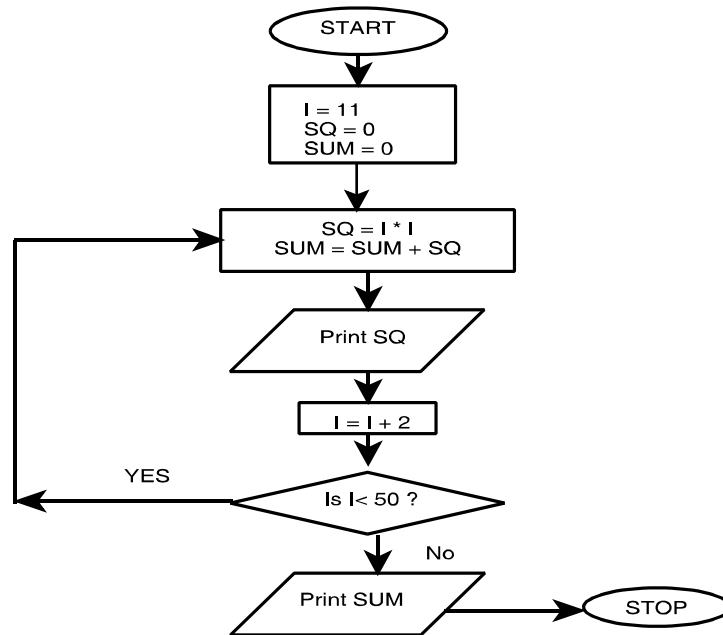 START
I = 11
SQ = 0
SUM = 0
SQ = I * I
SUM = SUM + SQ
Print SQ
I = I + 2
YES
Is I< 50 ?
No
Print SUM
STOP